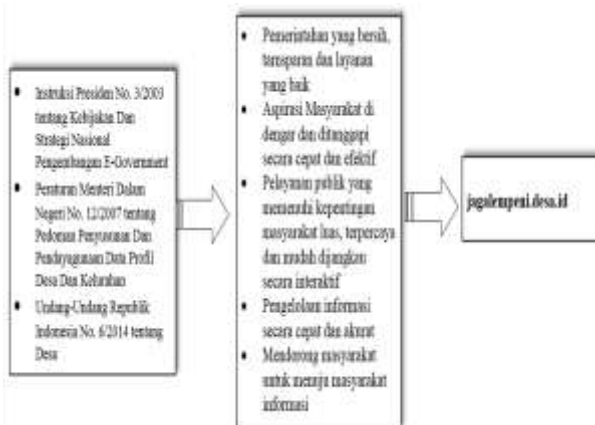 Instruksi Presiden No. 3/2003
tentang Kebijakan Dan
Strategi Nasional
Pengembangan E-Government
Peraturan Menteri Dalam
Negeri No. 12/2007 tentang
Pedoman Penyusunan Dan
Pendayagunaan Data Profil
Desa Dan Kelurahan
Undang-Undang Republik
Indonesia No. 6/2014 tentang
Desa
Pemerintahan yang bersih,
transparan dan layanan
yang baik
Aspirasi Masyarakat di
dengar dan ditanggapi
secara cepat dan efektif
Pelayanan publik yang
memenuhi kepentingan
masyarakat luas, terpercaya
dan mudah dijangkau
secara interaktif
Pengelolaan informasi
secara cepat dan akurat
Mendorong masyarakat
untuk menuju masyarakat
informasi
jagalempeni.desa.id